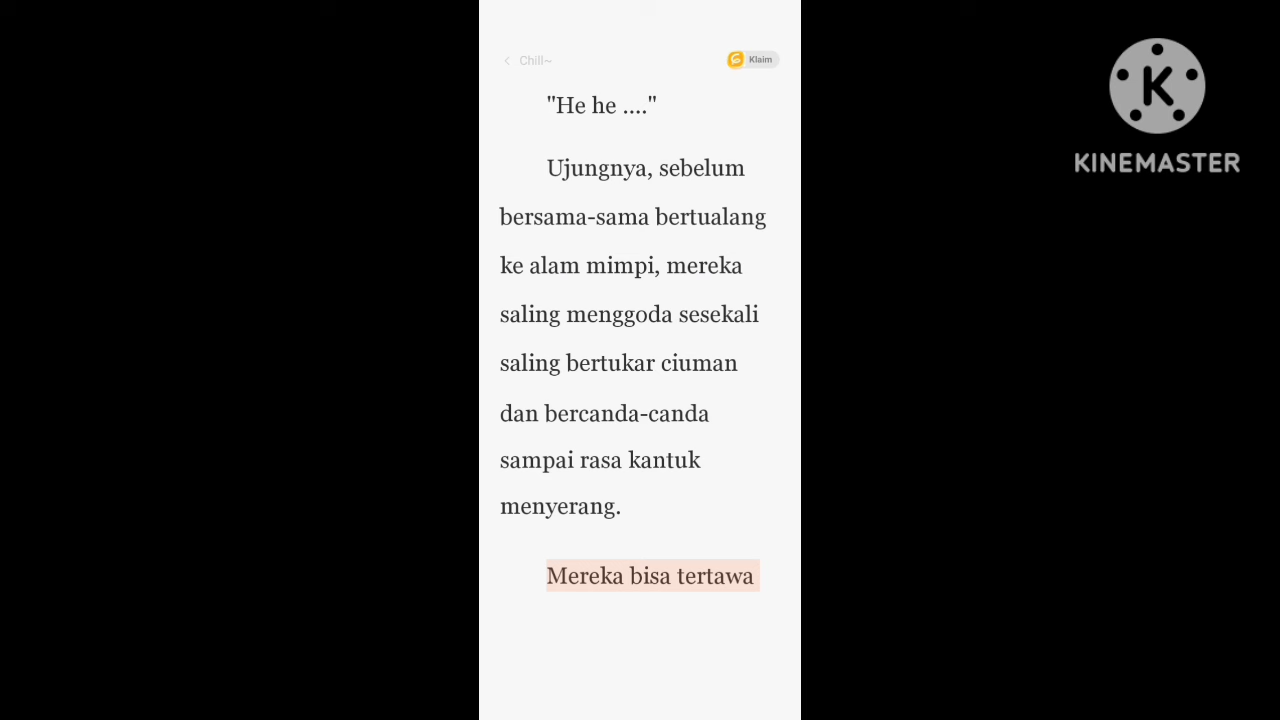 Chill~
Klaim
"He he ...."
Ujungnya, sebelum
bersama-sama bertualang
ke alam mimpi, mereka
saling menggoda sesekali
saling bertukar ciuman
dan bercanda-canda
sampai rasa kantuk
menyerang.
Mereka bisa tertawa
K
KINEMASTER